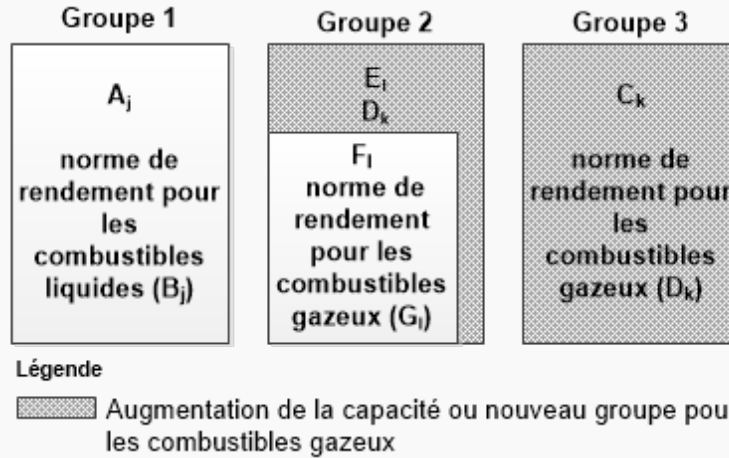 Groupe 1
Groupe 2
Groupe 3
Aj
norme de
rendement pour
les
combustibles
liquides (Bj)
El
Dk
Fl
norme de
rendement
pour les
combustibles
gazeux (Gl)
Ck
norme de
rendement pour
les
combustibles
gazeux (Dk)
Légende
Augmentation de la capacité ou nouveau groupe pou
les combustibles gazeux